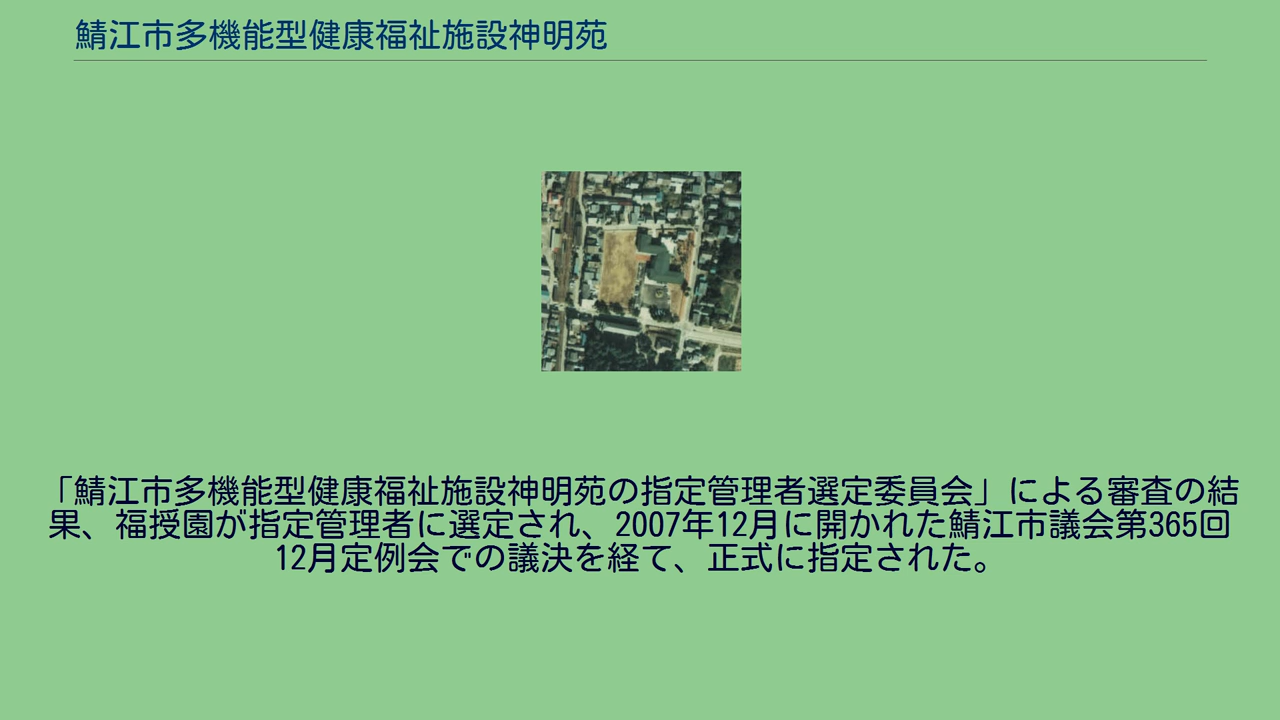 鯖江市多機能型健康福祉施設神明苑
「鯖江市多機能型健康福祉施設神明苑の指定管理者選定委員会」による審査の結
果、福授園が指定管理者に選定され、2007年12月に開かれた鯖江市議会第365回
12月定例会での議決を経て、正式に指定された。